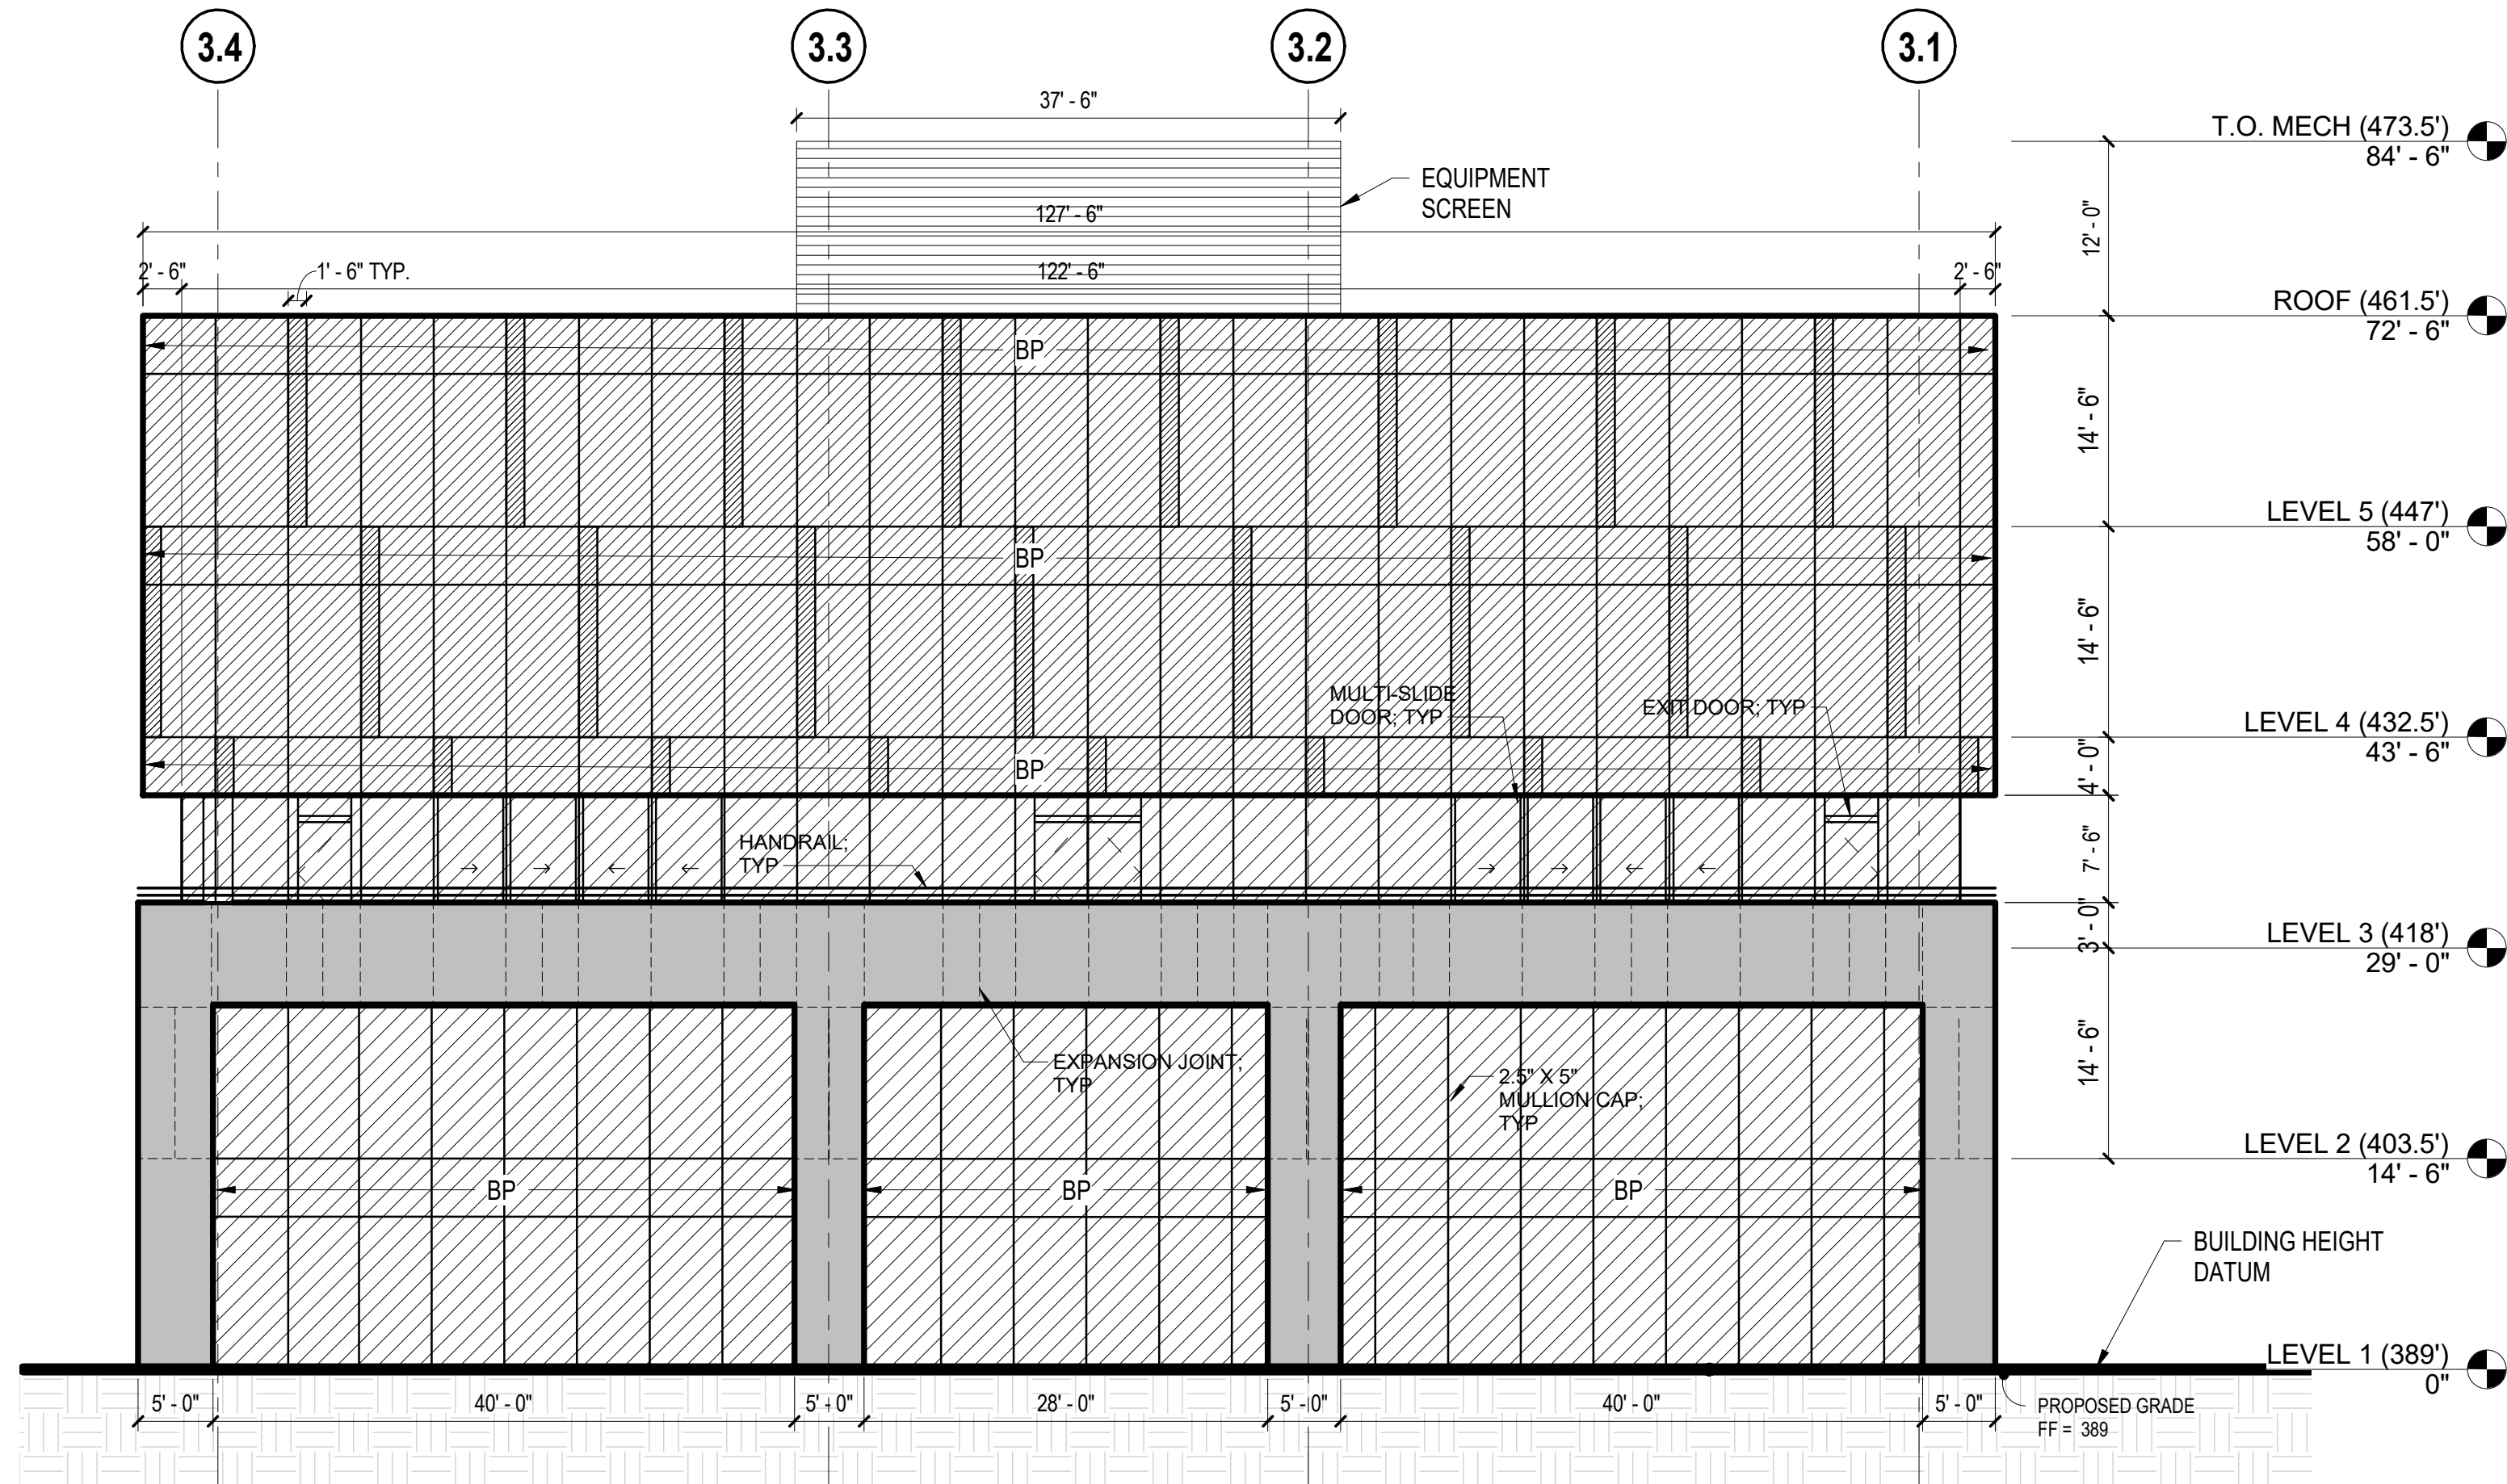 3.4
3.3
3.2
3.1
37' - 6"
T.O. MECH (473.5')
84' - 6"
EQUIPMENT
SCREEN
127' - 6"
12' - 0"
2' - 6"
1' - 6" TYP.
122' - 6"
2' - 6"
ROOF (461.5')
72' - 6"
BP
14' - 6"
LEVEL 5 (447')
58' - 0"
BP
14' - 6"
MULTI-SLIDE
DOOR; TYP
EXIT DOOR; TYP
LEVEL 4 (432.5')
43' - 6"
BP
4' - 0"
HANDRAIL;
TYP
7' - 6"
3' - 0"
LEVEL 3 (418')
29' - 0"
EXPANSION JOINT;
TYP
2.5" X 5"
MULLION CAP;
TYP
14' - 6"
LEVEL 2 (403.5')
14' - 6"
BP
BP
BP
BUILDING HEIGHT
DATUM
LEVEL 1 (389')
0"
5' - 0"
40' - 0"
5' - 0"
28' - 0"
5' - 0"
40' - 0"
5' - 0"
PROPOSED GRADE
FF = 389